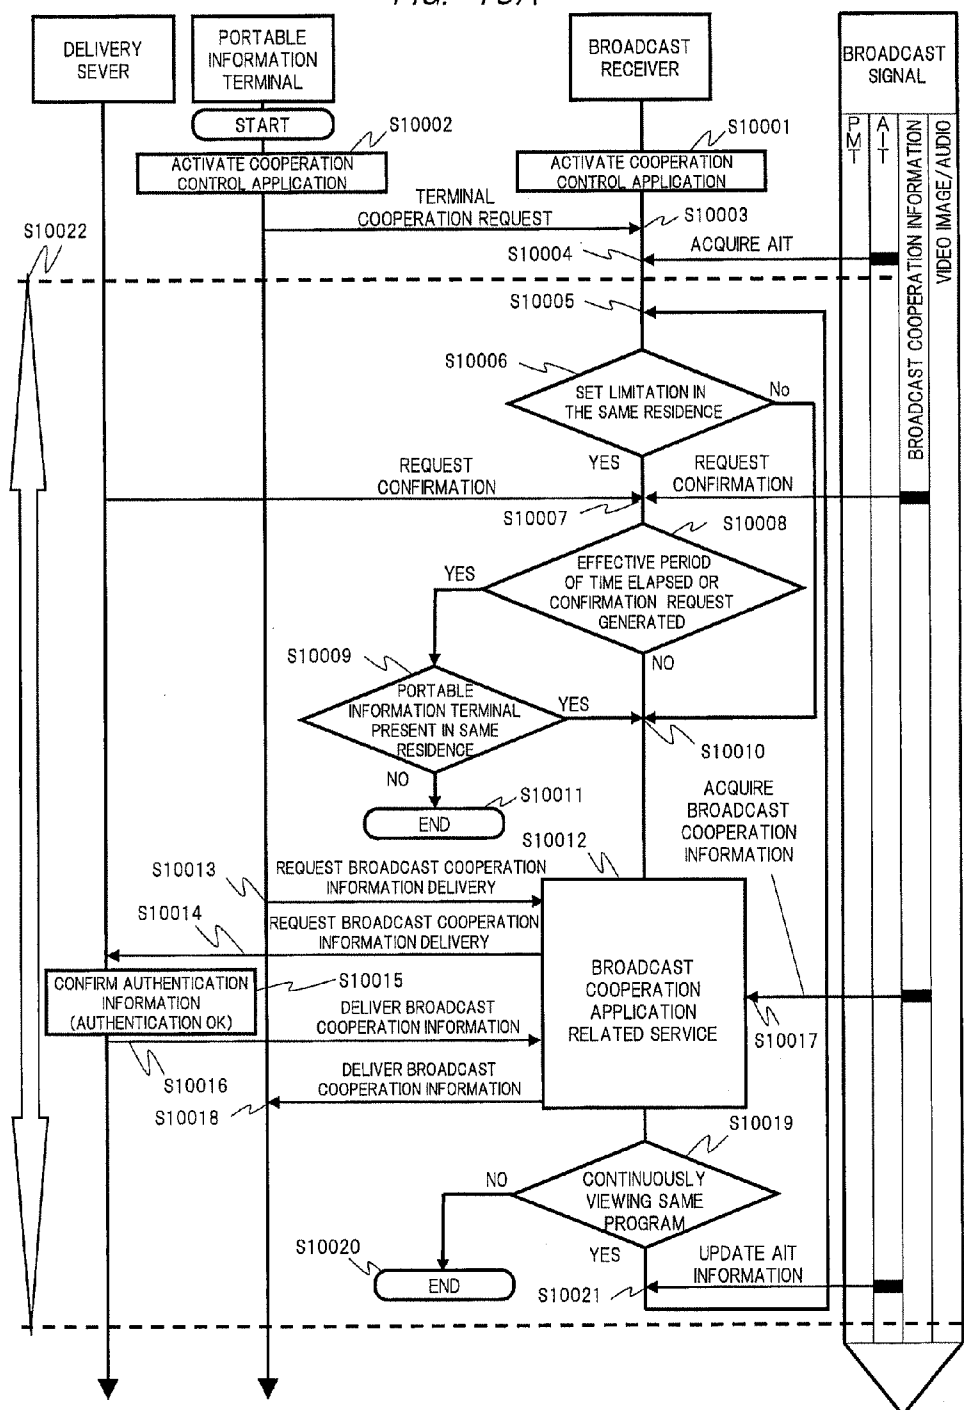 DELIVERY
SEVER
PORTABLE
INFORMATION
TERMINAL
BROADCAST
RECEIVER
BROADCAST
SIGNAL
PMT
AIT
BROADCAST COOPERATION INFORMATION
VIDEO IMAGE/AUDIO
START
S10002
ACTIVATE COOPERATION
CONTROL APPLICATION
S10001
ACTIVATE COOPERATION
CONTROL APPLICATION
TERMINAL
COOPERATION REQUEST
S10003
S10022
S10004
ACQUIRE AIT
S10005
S10006
SET LIMITATION IN
THE SAME RESIDENCE
No
YES
REQUEST
CONFIRMATION
REQUEST
CONFIRMATION
S10007
S10008
EFFECTIVE PERIOD
OF TIME ELAPSED OR
CONFIRMATION REQUEST
GENERATED
YES
NO
S10009
PORTABLE
INFORMATION TERMINAL
PRESENT IN SAME
RESIDENCE
YES
NO
S10010
S10011
END
ACQUIRE
BROADCAST
COOPERATION
INFORMATION
S10012
S10013
REQUEST BROADCAST COOPERATION
INFORMATION DELIVERY
S10014
REQUEST BROADCAST COOPERATION
INFORMATION DELIVERY
BROADCAST
COOPERATION
APPLICATION
RELATED SERVICE
CONFIRM AUTHENTICATION
INFORMATION
(AUTHENTICATION OK)
S10015
DELIVER BROADCAST
COOPERATION INFORMATION
S10017
S10016
DELIVER BROADCAST
COOPERATION INFORMATION
S10018
S10019
CONTINUOUSLY
VIEWING SAME
PROGRAM
NO
YES
S10020
END
UPDATE AIT
INFORMATION
S10021